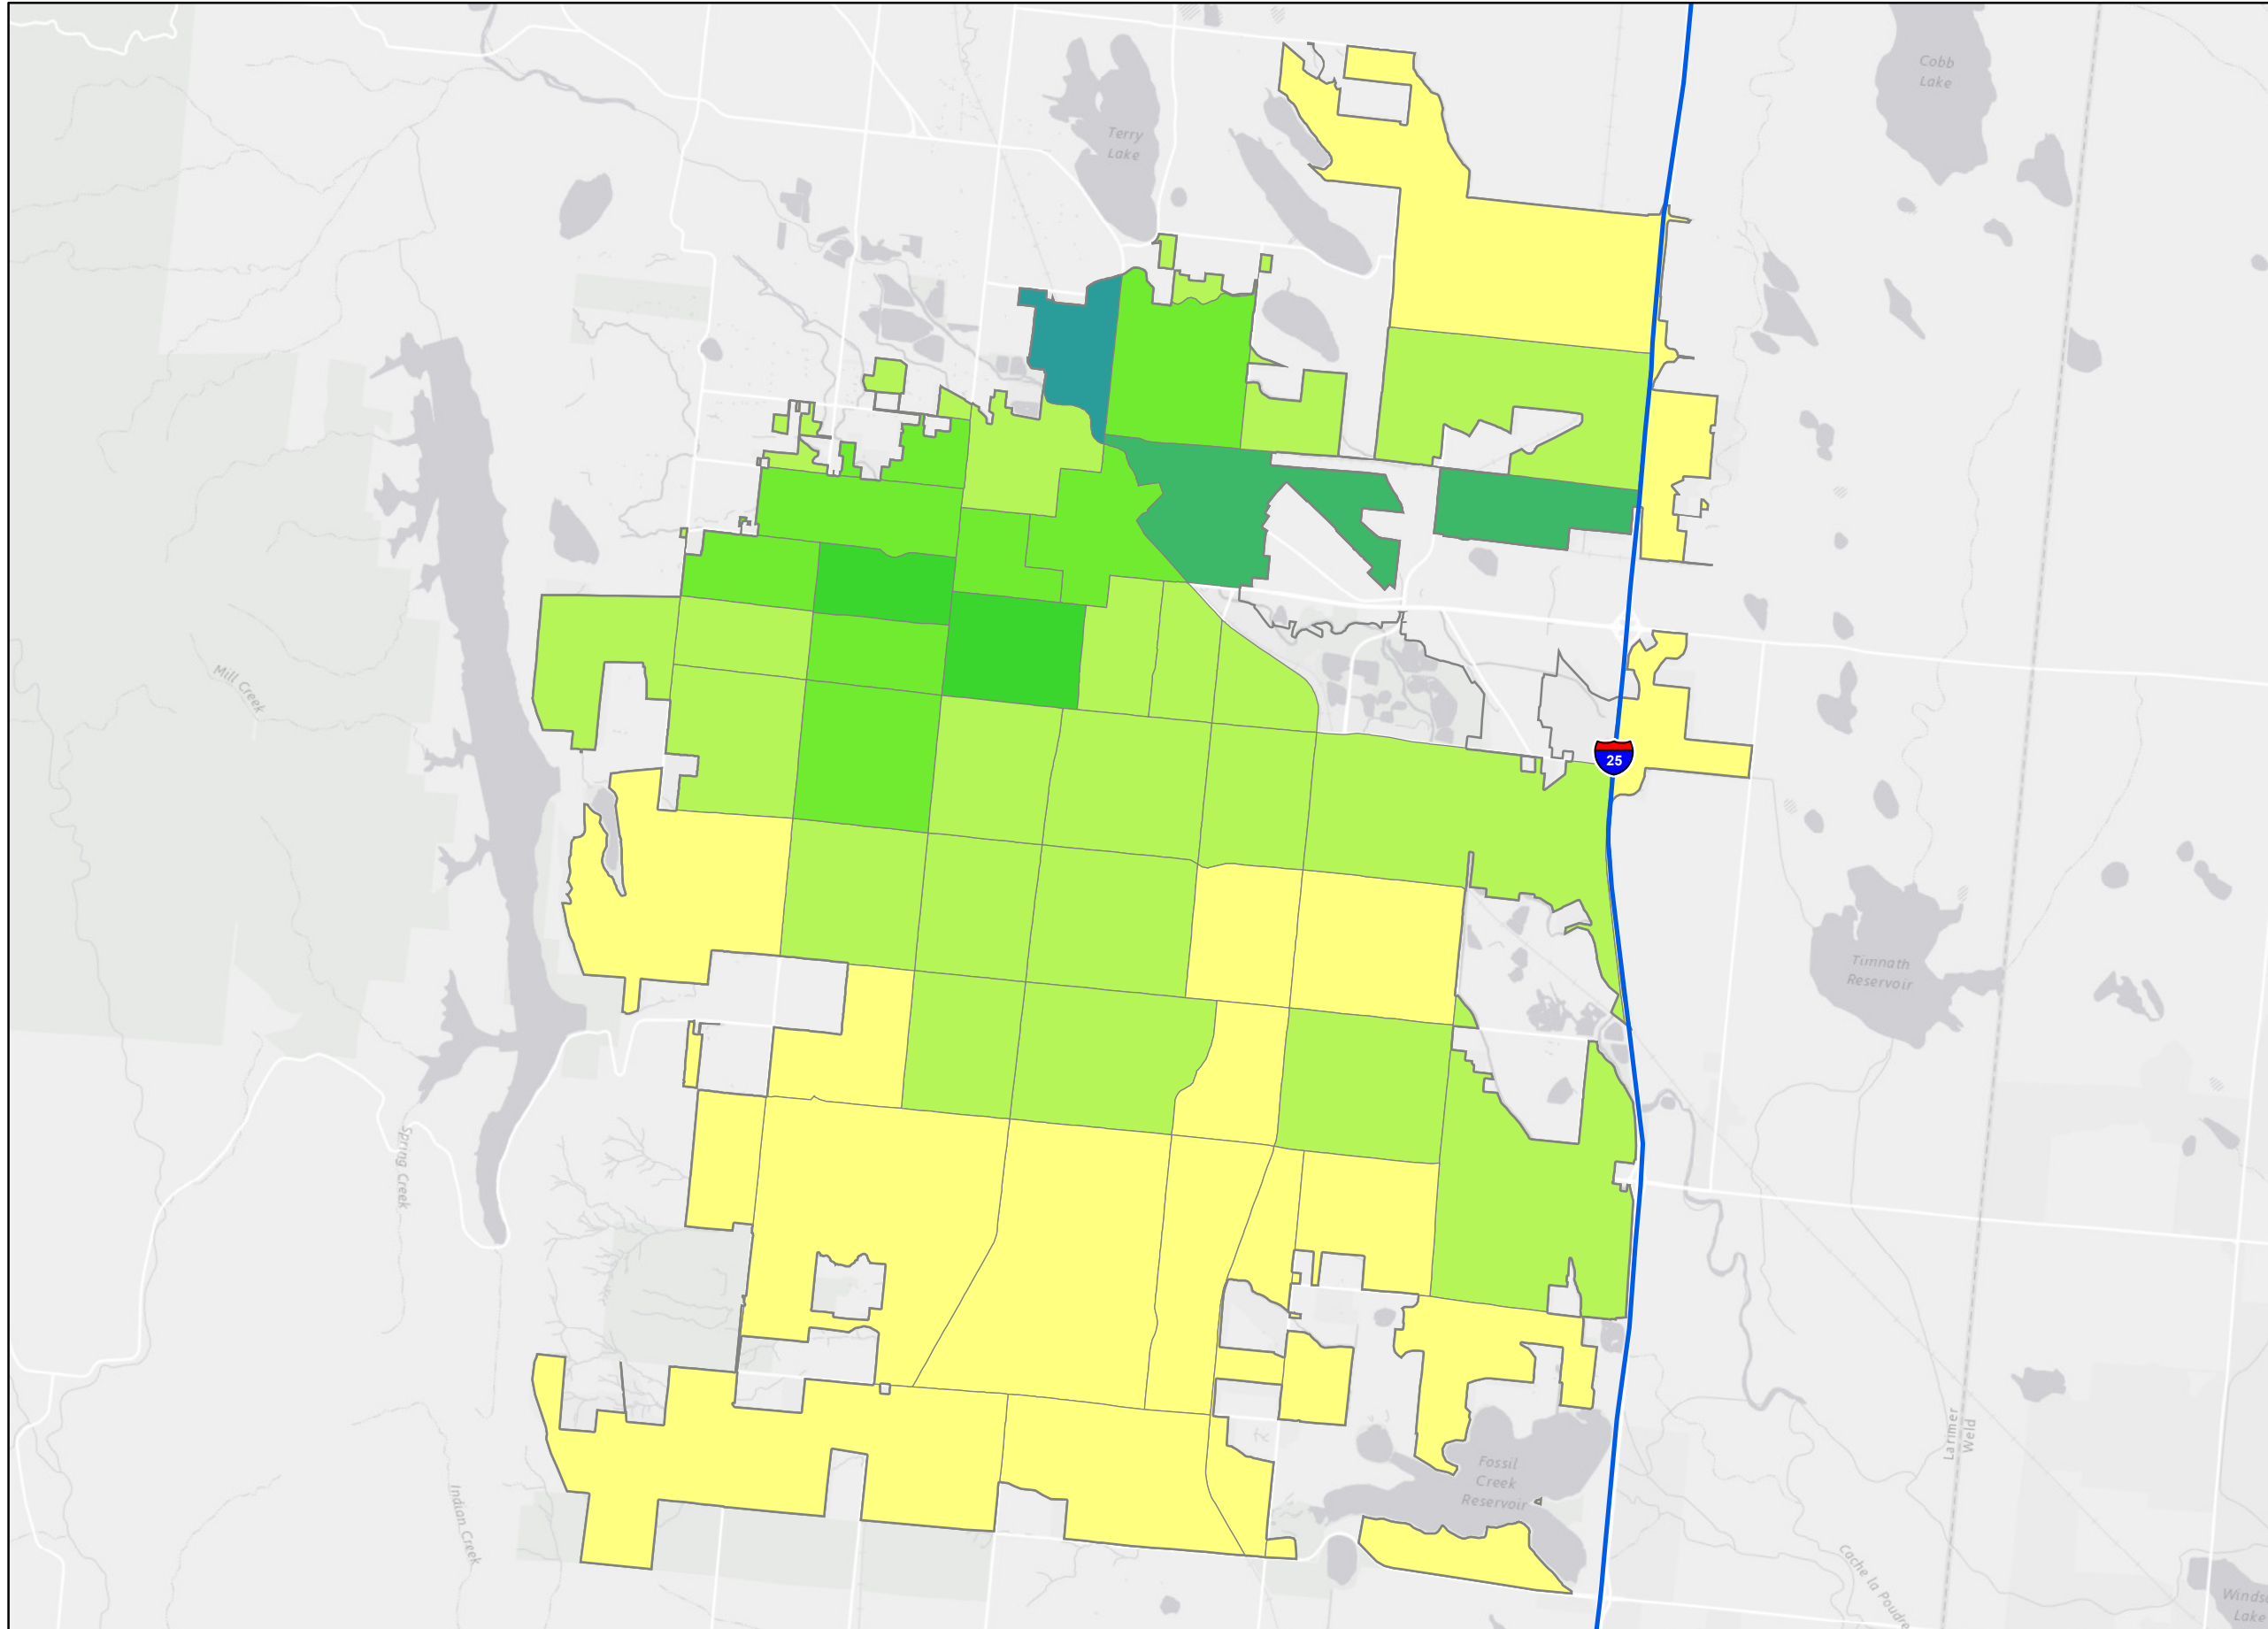 Cobb
Lake
Terry
Lake
Mill Creek
25
Timnath
Reservoir
Spring Creek
Larimer
Weld
Fossil
Creek
Reservoir
Indian Creek
Cache la Poudre
Lake